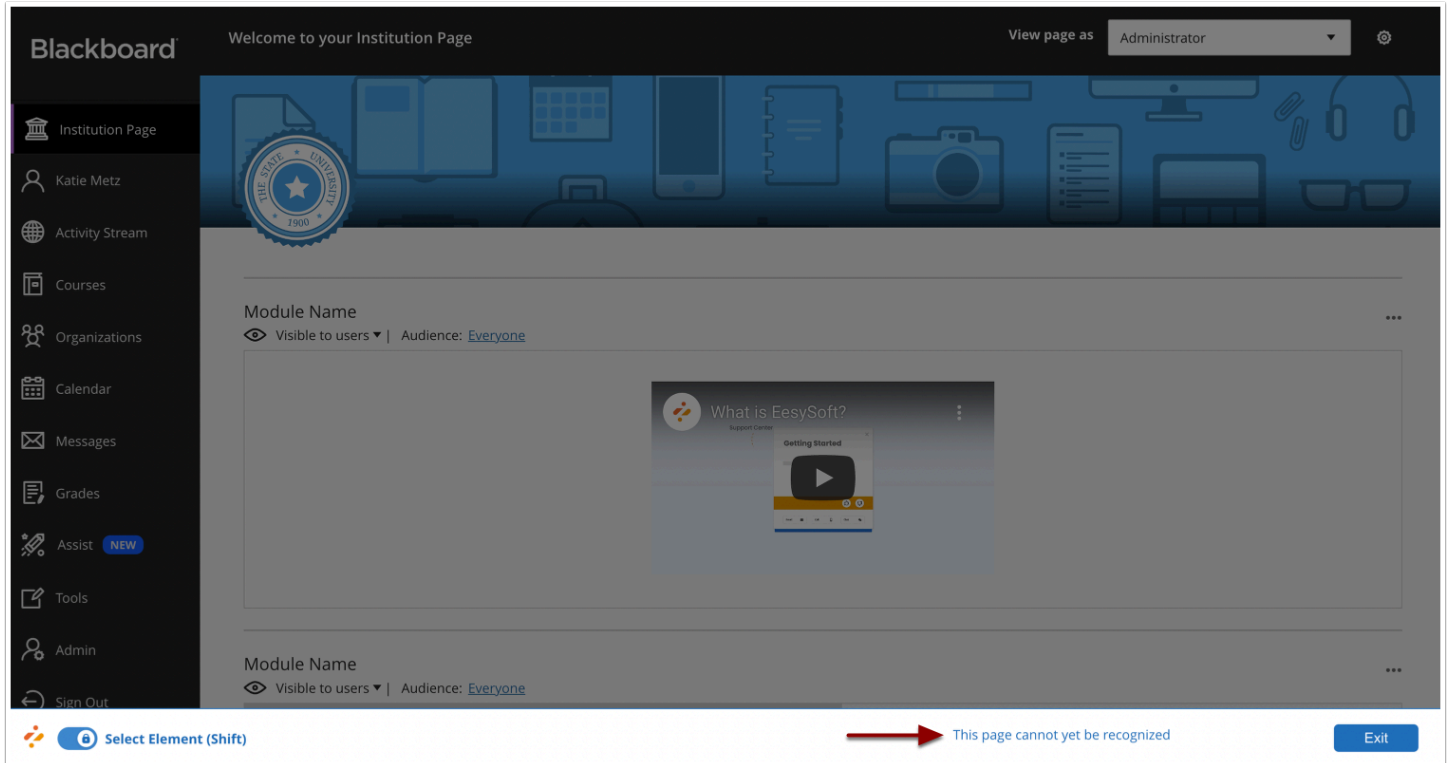 Blackboard
Welcome to your Institution Page
View page as
Administrator
Institution Page
Katie Metz
Activity Stream
Courses
Organizations
Calendar
Messages
Grades
Assist NEW
Tools
Admin
Sign Out
THE STATE UNIVERSITY
1900
Module Name
Visible to users | Audience: Everyone
What is EesySoft?
Support Center
Getting Started
Module Name
Visible to users | Audience: Everyone
Select Element (Shift)
This page cannot yet be recognized
Exit